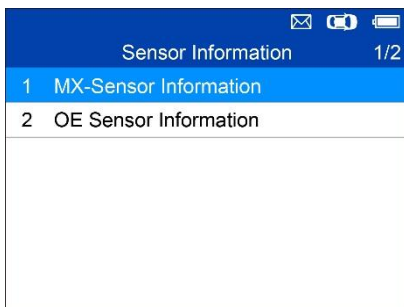 Sensor Information 1/2
1 MX-Sensor Information
2 OE Sensor Information